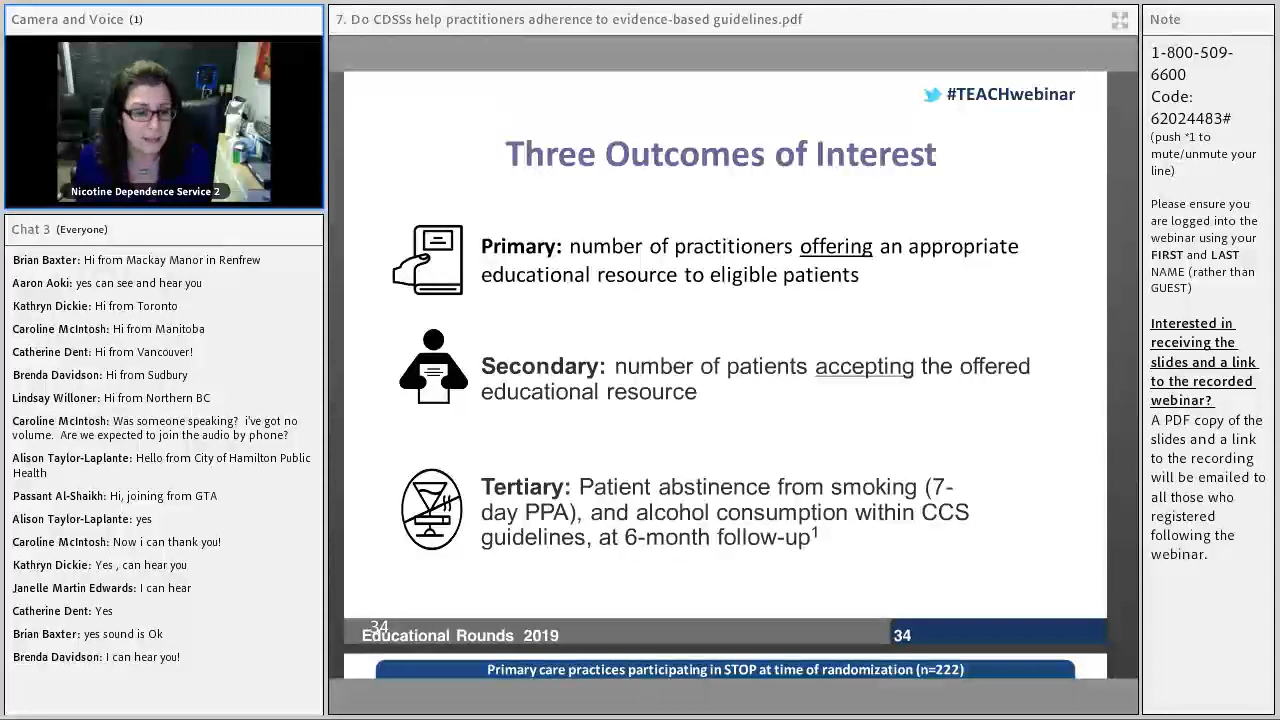 Camera and Voice (1)
Nicotine Dependence Service 2
Chat 3 (Everyone)
Brian Baxter: Hi from Mackay Manor in Renfrew
Aaron Aoki: yes can see and hear you
Kathryn Dickie: Hi from Toronto
Caroline McIntosh: Hi from Manitoba
Catherine Dent: Hi from Vancouver!
Brenda Davidson: Hi from Sudbury
Lindsay Willoner: Hi from Northern BC
Caroline McIntosh: Was someone speaking? i've got no
volume. Are we expected to join the audio by phone?
Alison Taylor-Laplante: Hello from City of Hamilton Public
Health
Passant Al-Shaikh: Hi, joining from GTA
Alison Taylor-Laplante: yes
Caroline McIntosh: Now i can thank you!
Kathryn Dickie: Yes , can hear you
Janelle Martin Edwards: I can hear
Catherine Dent: Yes
Brian Baxter: yes sound is Ok
Brenda Davidson: I can hear you!
7. Do CDSSs help practitioners adherence to evidence-based guidelines.pdf
#TEACHwebinar
Three Outcomes of Interest
Primary: number of practitioners offering an appropriate
educational resource to eligible patients
Secondary: number of patients accepting the offered
educational resource
Tertiary: Patient abstinence from smoking (7-
day PPA), and alcohol consumption within CCS
guidelines, at 6-month follow-up1
34
Educational Rounds 2019
34
Primary care practices participating in STOP at time of randomization (n=222)
Note
1-800-509-
6600
Code:
62024483#
(push *1 to
mute/unmute your
line)
Please ensure you
are logged into the
webinar using your
FIRST and LAST
NAME (rather than
GUEST)
Interested in
receiving the
slides and a link
to the recorded
webinar?
A PDF copy of the
slides and a link
to the recording
will be emailed to
all those who
registered
following the
webinar.